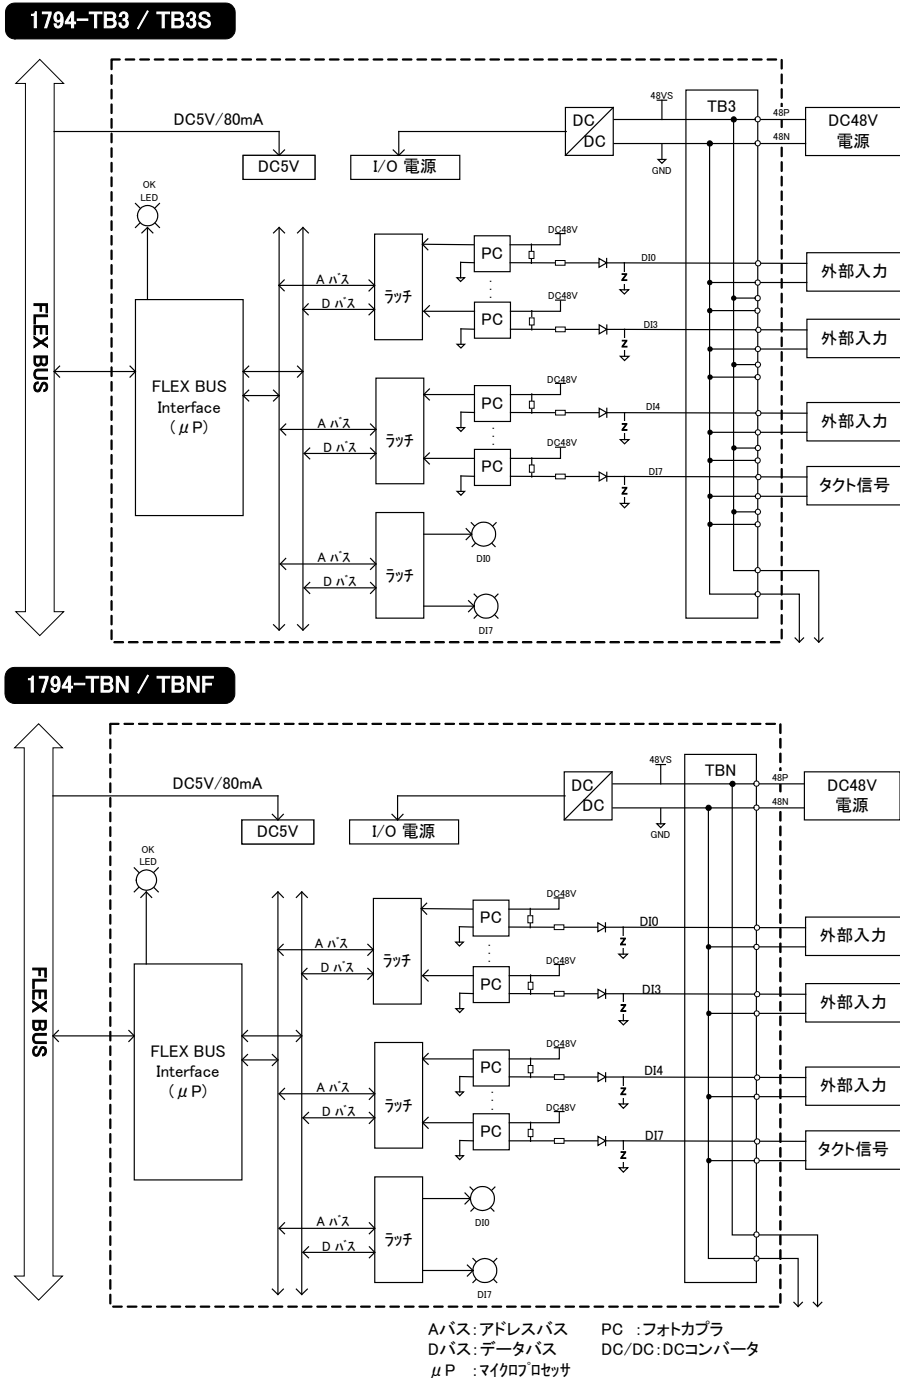 1794-TB3 / TB3S
DC5V/80mA
DC5V
I/O 電源
DC
DC
48VS
GND
TB3
48P
48N
DC48V
電源
OK
LED
FLEX BUS
FLEX BUS
Interface
(μP)
A バス
D バス
ラッチ
PC
DC48V
Z
DI0
外部入力
PC
DC48V
Z
DI3
外部入力
A バス
D バス
ラッチ
PC
DC48V
Z
DI4
外部入力
PC
DC48V
Z
DI7
タクト信号
A バス
D バス
ラッチ
DI0
DI7
1794-TBN / TBNF
DC5V/80mA
DC5V
I/O 電源
DC
DC
48VS
GND
TBN
48P
48N
DC48V
電源
OK
LED
FLEX BUS
FLEX BUS
Interface
(μP)
A バス
D バス
ラッチ
PC
DC48V
Z
DI0
外部入力
PC
DC48V
Z
DI3
外部入力
A バス
D バス
ラッチ
PC
DC48V
Z
DI4
外部入力
PC
DC48V
Z
DI7
タクト信号
A バス
D バス
ラッチ
DI0
DI7
Aバス:アドレスバス PC :フォトカプラ
Dバス:データバス DC/DC:DCコンバータ
μP :マイクロプロセッサ